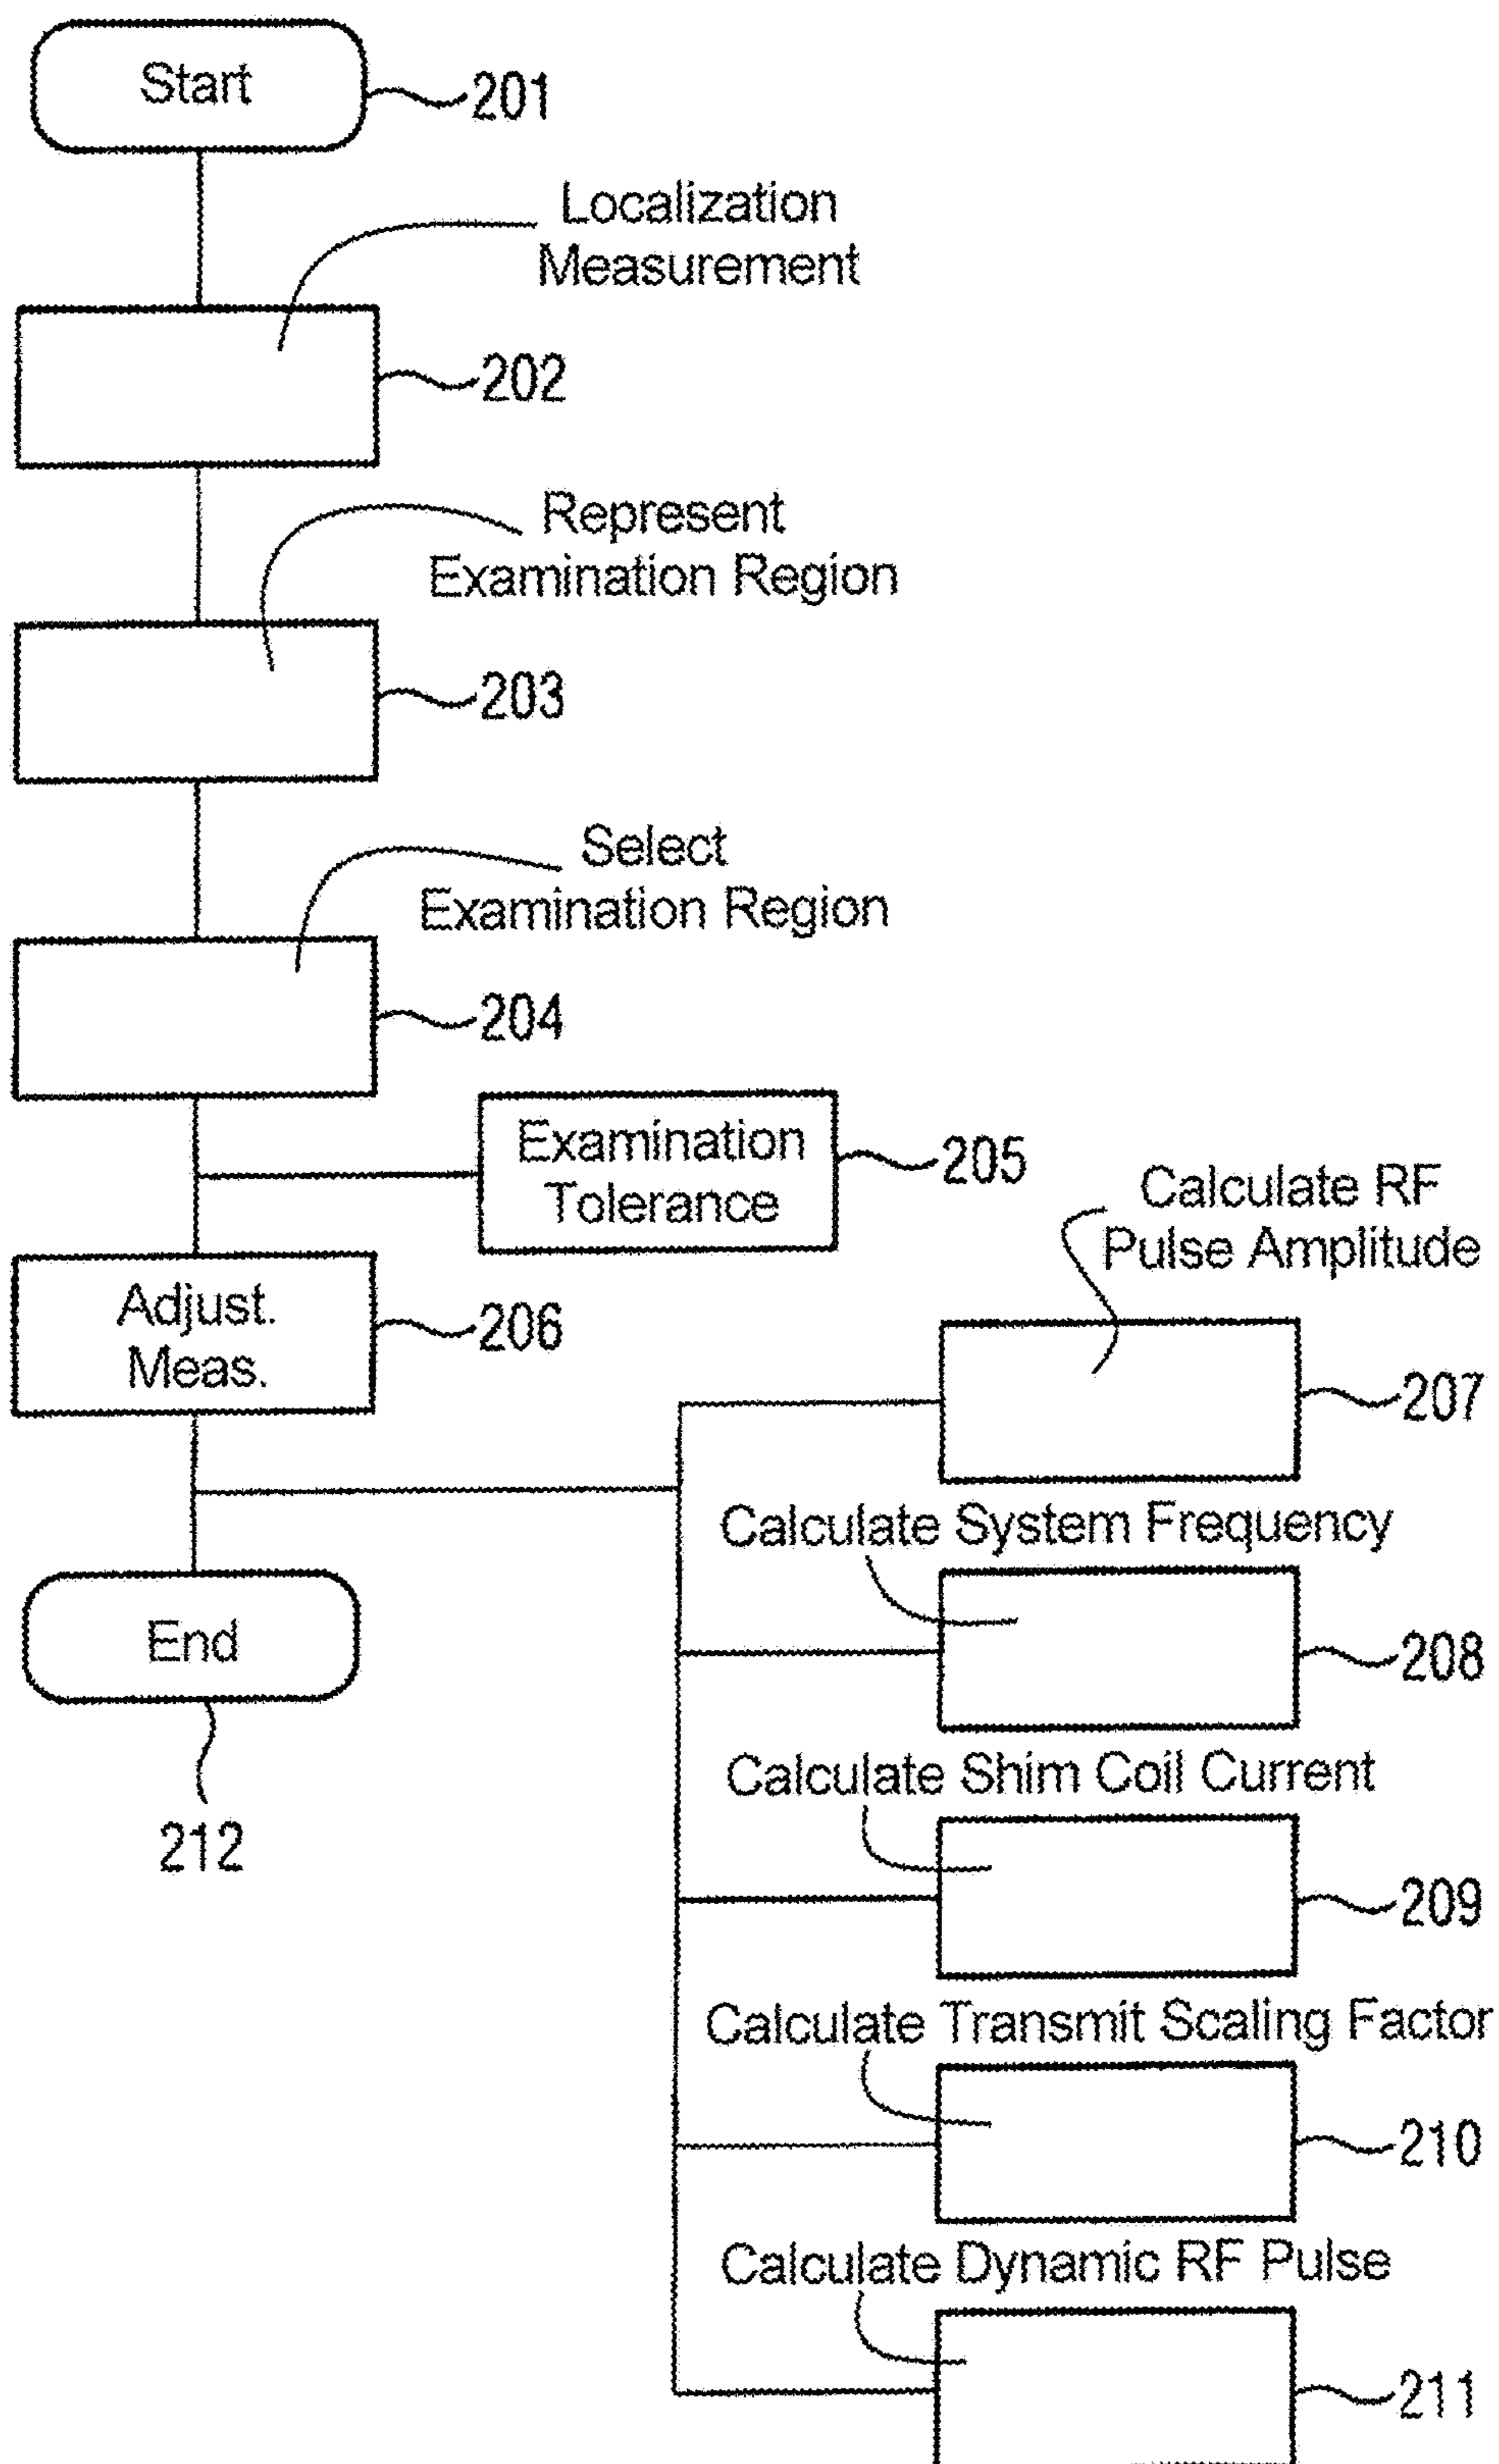 Start
201
Localization
Measurement
202
Represent
Examination Region
203
Select
Examination Region
204
Examination
Tolerance
205
Adjust.
Meas.
206
Calculate RF
Pulse Amplitude
207
Calculate System Frequency
208
End
212
Calculate Shim Coil Current
209
Calculate Transmit Scaling Factor
210
Calculate Dynamic RF Pulse
211